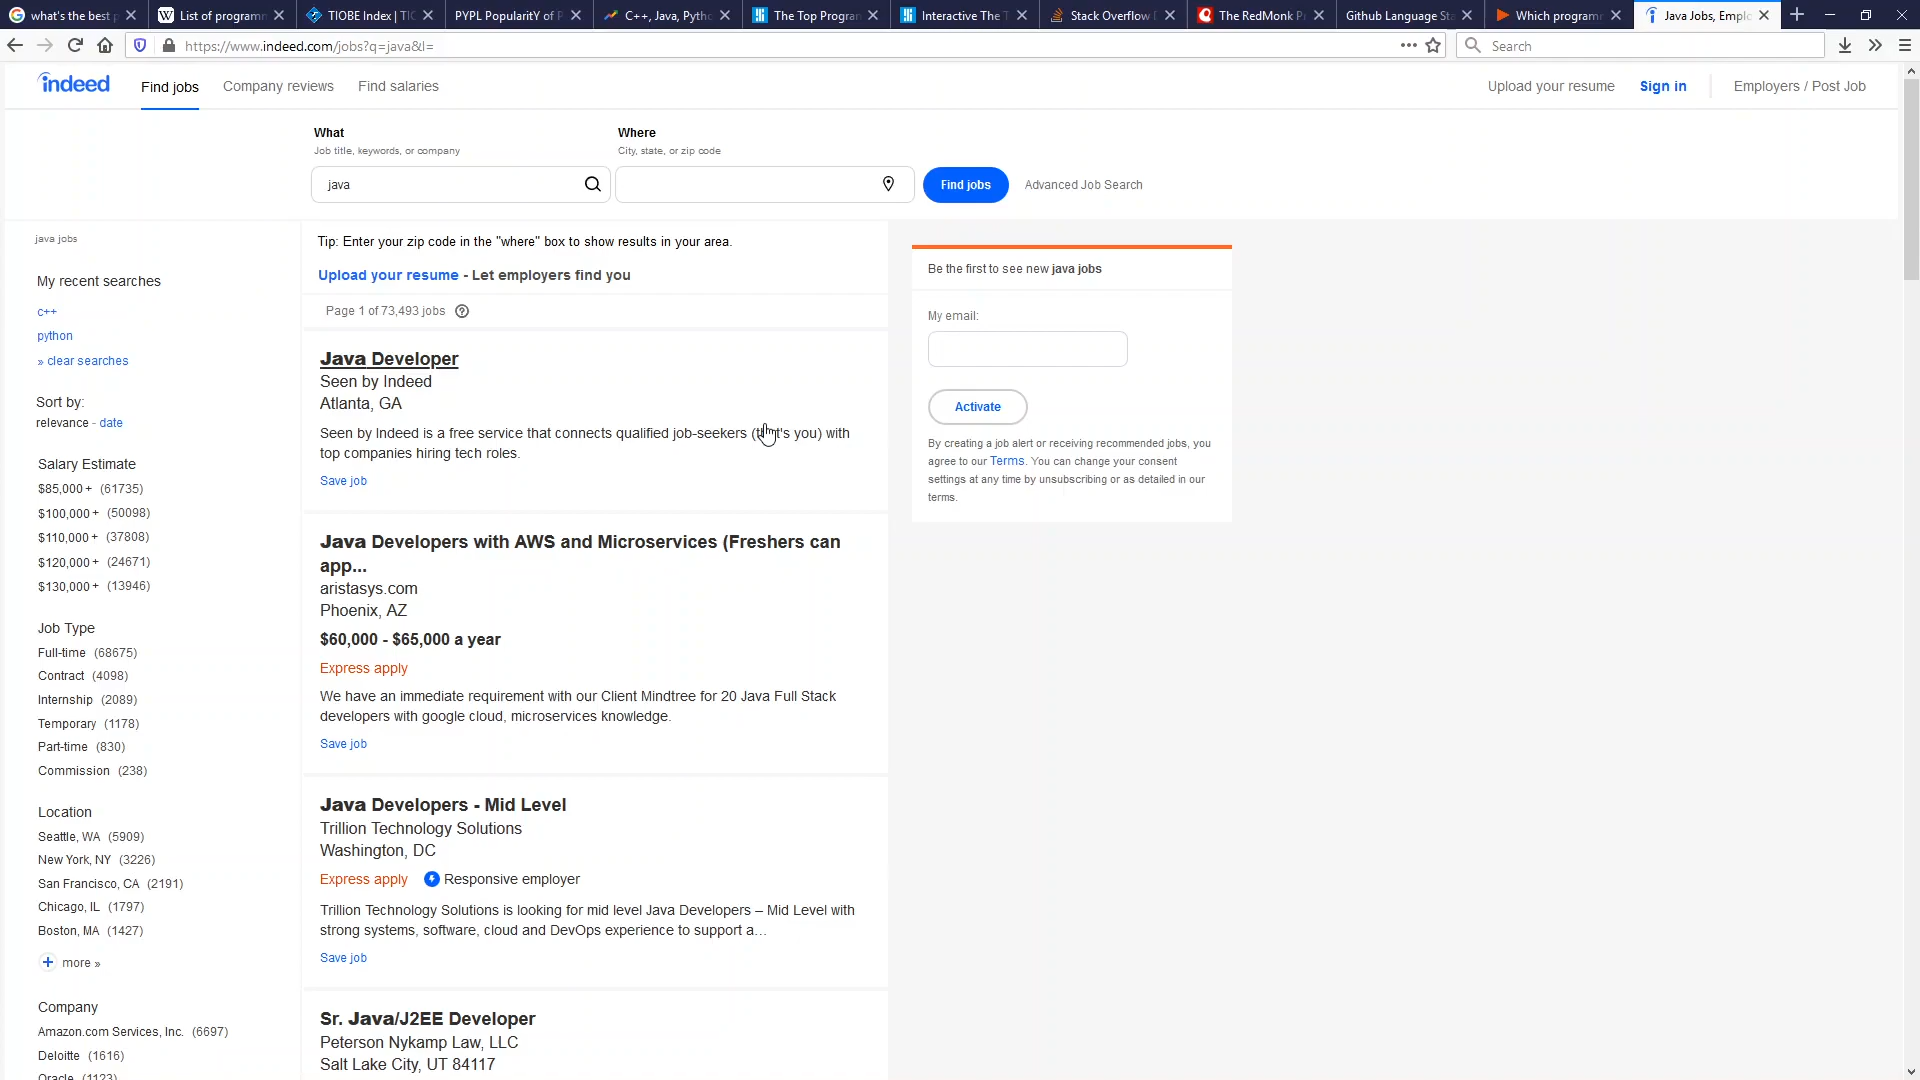 what's the best p
List of programm
TIOBE Index | TIO
PYPL PopularitY of P
C++, Java, Pytho
The Top Program
Interactive The T
Stack Overflow D
The RedMonk P
Github Language Sta
Which programm
Java Jobs, Emplo
https://www.indeed.com/jobs?q=java&l=
Search
indeed
Find jobs
Company reviews
Find salaries
Upload your resume
Sign in
Employers / Post Job
What
Job title, keywords, or company
Where
City, state, or zip code
java
Find jobs
Advanced Job Search
java jobs
My recent searches
c++
python
» clear searches
Sort by:
relevance - date
Salary Estimate
$85,000+ (61735)
$100,000+ (50098)
$110,000+ (37808)
$120,000+ (24671)
$130,000+ (13946)
Job Type
Full-time (68675)
Contract (4098)
Internship (2089)
Temporary (1178)
Part-time (830)
Commission (238)
Location
Seattle, WA (5909)
New York, NY (3226)
San Francisco, CA (2191)
Chicago, IL (1797)
Boston, MA (1427)
more »
Company
Amazon.com Services, Inc. (6697)
Deloitte (1616)
Oracle (1123)
Tip: Enter your zip code in the "where" box to show results in your area.
Upload your resume - Let employers find you
Page 1 of 73,493 jobs
Java Developer
Seen by Indeed
Atlanta, GA
Seen by Indeed is a free service that connects qualified job-seekers (that's you) with
top companies hiring tech roles.
Save job
Java Developers with AWS and Microservices (Freshers can
app...
aristasys.com
Phoenix, AZ
$60,000 - $65,000 a year
Express apply
We have an immediate requirement with our Client Mindtree for 20 Java Full Stack
developers with google cloud, microservices knowledge.
Save job
Java Developers - Mid Level
Trillion Technology Solutions
Washington, DC
Express apply
Responsive employer
Trillion Technology Solutions is looking for mid level Java Developers – Mid Level with
strong systems, software, cloud and DevOps experience to support a…
Save job
Sr. Java/J2EE Developer
Peterson Nykamp Law, LLC
Salt Lake City, UT 84117
Be the first to see new java jobs
My email:
Activate
By creating a job alert or receiving recommended jobs, you
agree to our Terms. You can change your consent
settings at any time by unsubscribing or as detailed in our
terms.